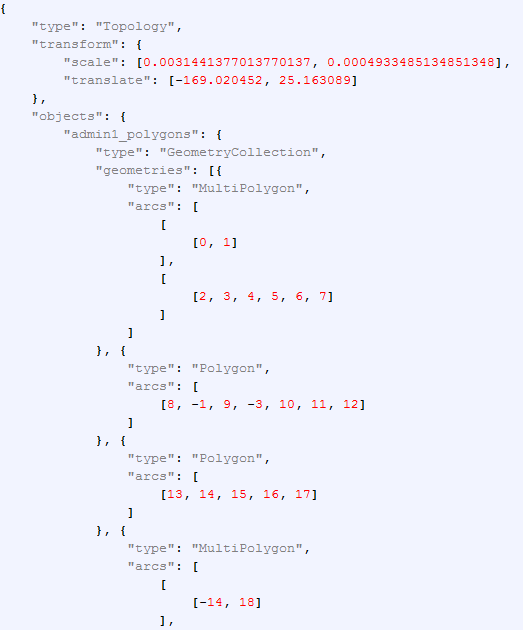 {
"type": "Topology",
"transform": {
"scale": [0.0031441377013770137, 0.0004933485134851348],
"translate": [-169.020452, 25.163089]
},
"objects": {
"admin1_polygons": {
"type": "GeometryCollection",
"geometries": [{
"type": "MultiPolygon",
"arcs": [
[
[0, 1]
],
[
[2, 3, 4, 5, 6, 7]
]
]
}, {
"type": "Polygon",
"arcs": [
[8, -1, 9, -3, 10, 11, 12]
]
}, {
"type": "Polygon",
"arcs": [
[13, 14, 15, 16, 17]
]
}, {
"type": "MultiPolygon",
"arcs": [
[
[-14, 18]
],